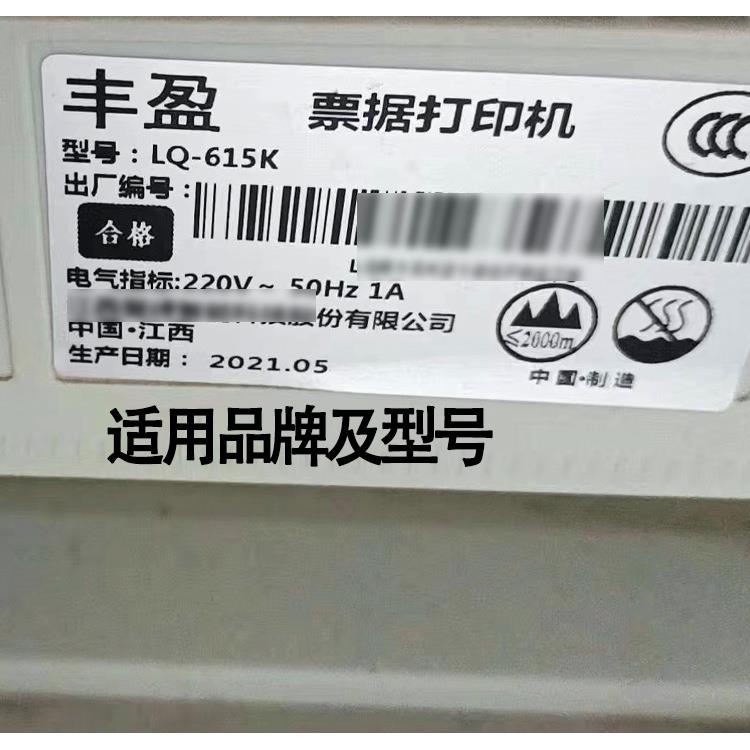 丰盈 票据打印机
型号：LQ-615K
出厂编号：
合格
电气指标:220V～ 50Hz 1A
股份有限公司
中国·江西
生产日期： 2021.05
≤2000m
中国·制造
适用品牌及型号